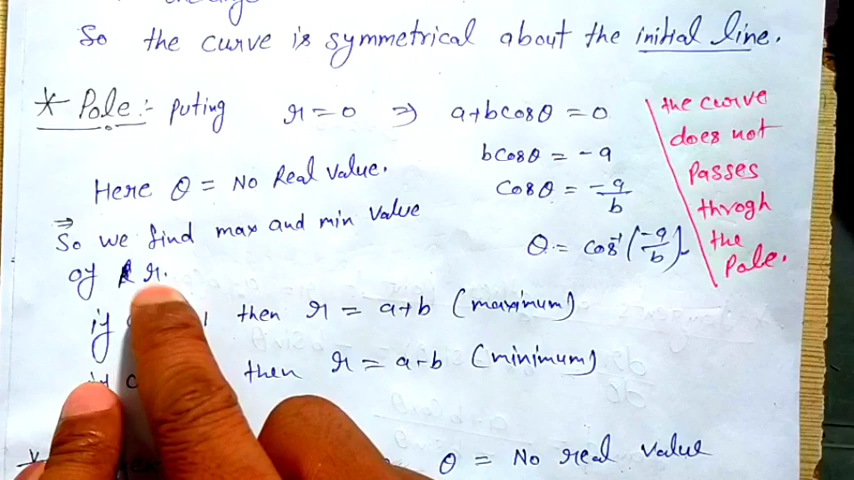 So the curve is symmetrical about the initial line.
* Pole :- puting r = 0 ⇒ a+bcosθ = 0
bcosθ = -a
cosθ = -a/b
θ = cos⁻¹(-a/b)
the curve
does not
passes
throgh
the
Pole.
Here θ = No Real value.
⇒ So we find max and min value
of r.
if then r = a+b (maximum)
if then r = a-b (minimum)
θ = No real value